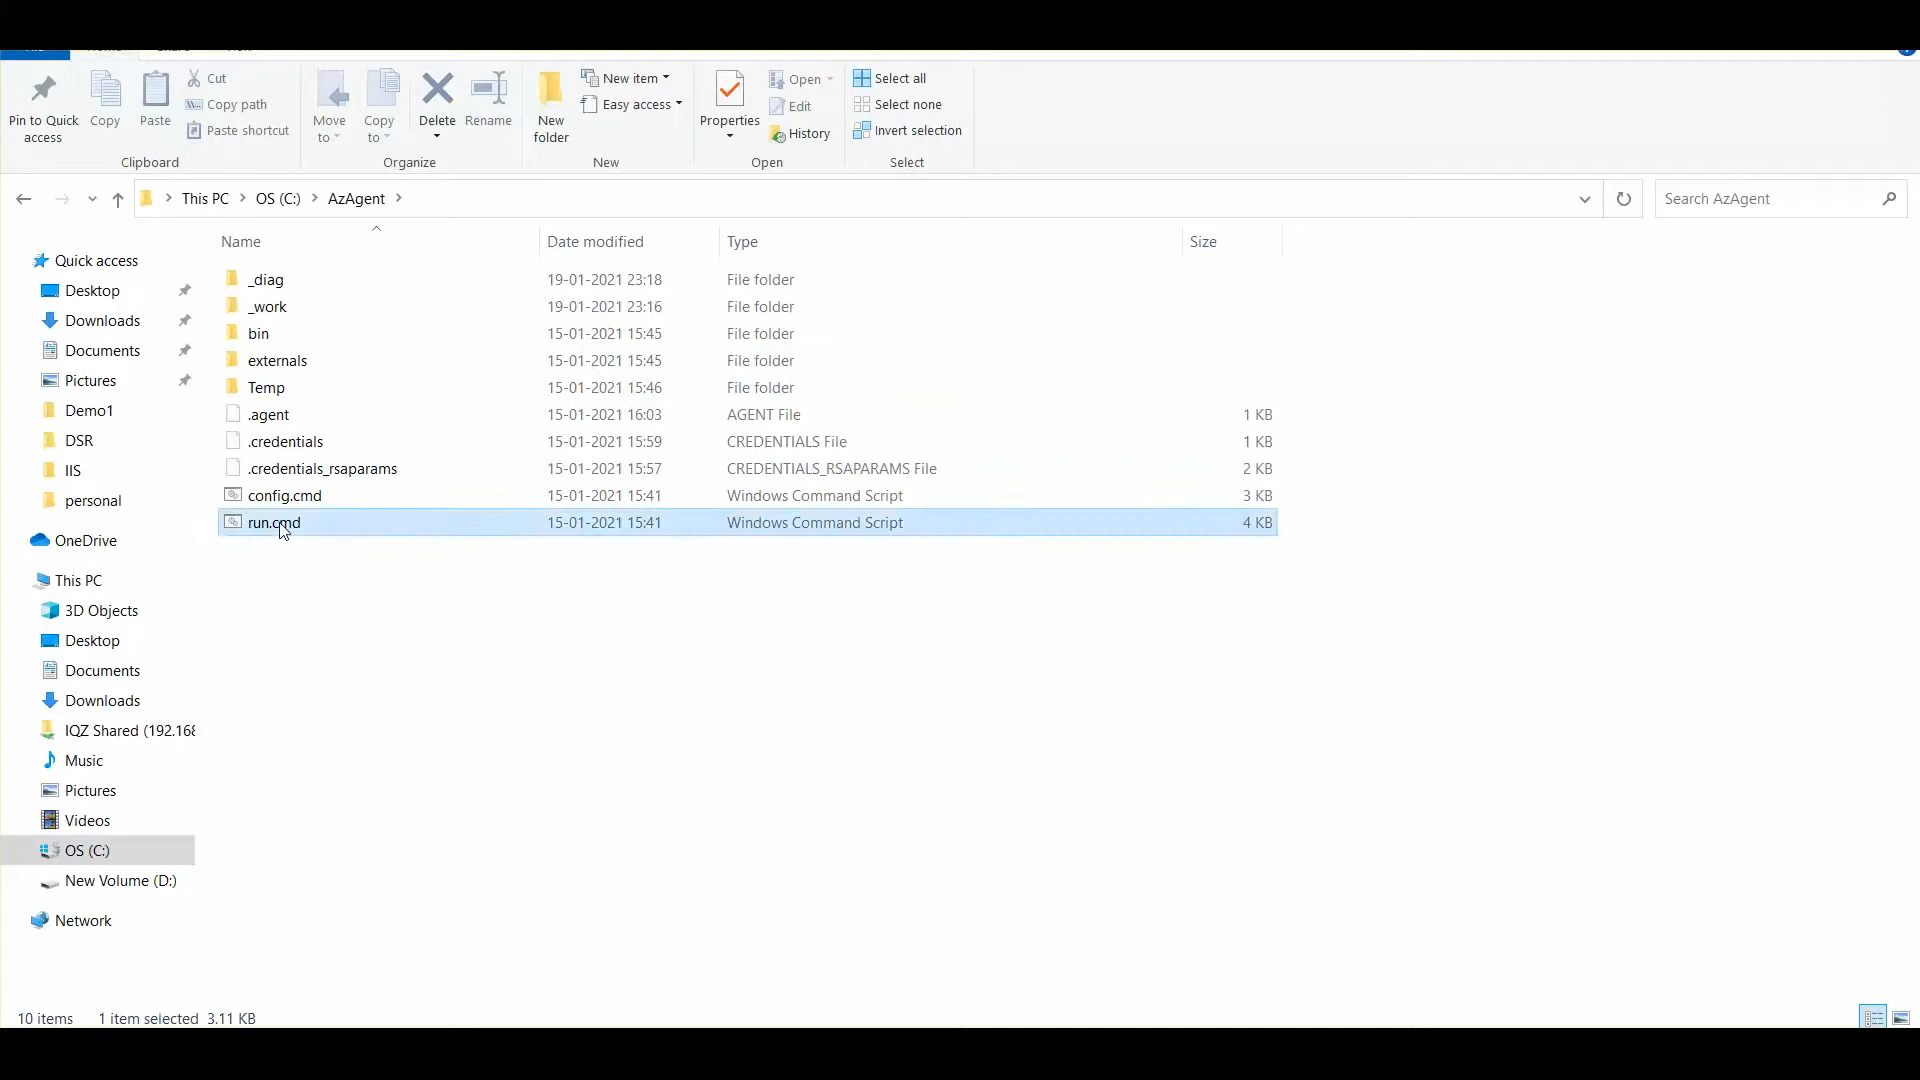 Pin to Quick access
Copy
Paste
Cut
Copy path
Paste shortcut
Clipboard
Move to
Copy to
Delete
Rename
Organize
New folder
New item
Easy access
New
Properties
Open
Edit
History
Open
Select all
Select none
Invert selection
Select
This PC
OS (C:)
AzAgent
Search AzAgent
Name Date modified Type Size
_diag 19-01-2021 23:18 File folder
_work 19-01-2021 23:16 File folder
bin 15-01-2021 15:45 File folder
externals 15-01-2021 15:45 File folder
Temp 15-01-2021 15:46 File folder
.agent 15-01-2021 16:03 AGENT File 1 KB
.credentials 15-01-2021 15:59 CREDENTIALS File 1 KB
.credentials_rsaparams 15-01-2021 15:57 CREDENTIALS_RSAPARAMS File 2 KB
config.cmd 15-01-2021 15:41 Windows Command Script 3 KB
run.cmd 15-01-2021 15:41 Windows Command Script 4 KB
Quick access
Desktop
Downloads
Documents
Pictures
Demo1
DSR
IIS
personal
OneDrive
This PC
3D Objects
Desktop
Documents
Downloads
IQZ Shared (192.168
Music
Pictures
Videos
OS (C:)
New Volume (D:)
Network
10 items 1 item selected 3.11 KB